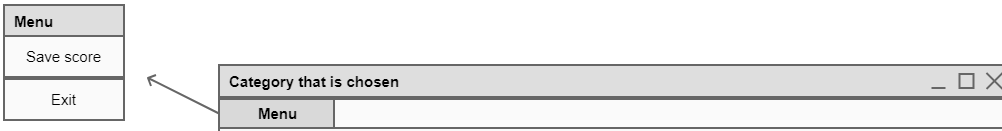 Menu
Save score
Exit
Category that is chosen
Menu